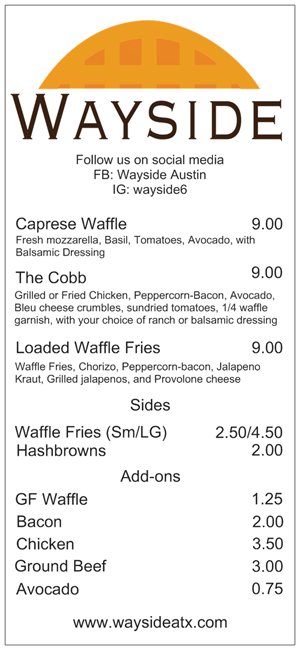 WAYSIDE
Follow us on social media
FB: Wayside Austin
IG: wayside6
Caprese Waffle 9.00
Fresh mozzarella, Basil, Tomatoes, Avocado, with
Balsamic Dressing
The Cobb 9.00
Grilled or Fried Chicken, Peppercorn-Bacon, Avocado,
Bleu cheese crumbles, sundried tomatoes, 1/4 waffle
garnish, with your choice of ranch or balsamic dressing
Loaded Waffle Fries 9.00
Waffle Fries, Chorizo, Peppercorn-bacon, Jalapeno
Kraut, Grilled jalapenos, and Provolone cheese
Sides
Waffle Fries (Sm/LG) 2.50/4.50
Hashbrowns 2.00
Add-ons
GF Waffle 1.25
Bacon 2.00
Chicken 3.50
Ground Beef 3.00
Avocado 0.75
www.waysideatx.com